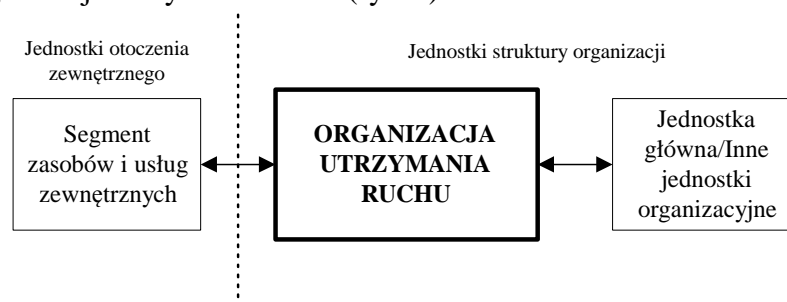 Jednostki otoczenia
zewnętrznego
Jednostki struktury organizacji
Segment
zasobów i usług
zewnętrznych
ORGANIZACJA
UTRZYMANIA
RUCHU
Jednostka
główna/Inne
jednostki
organizacyjne